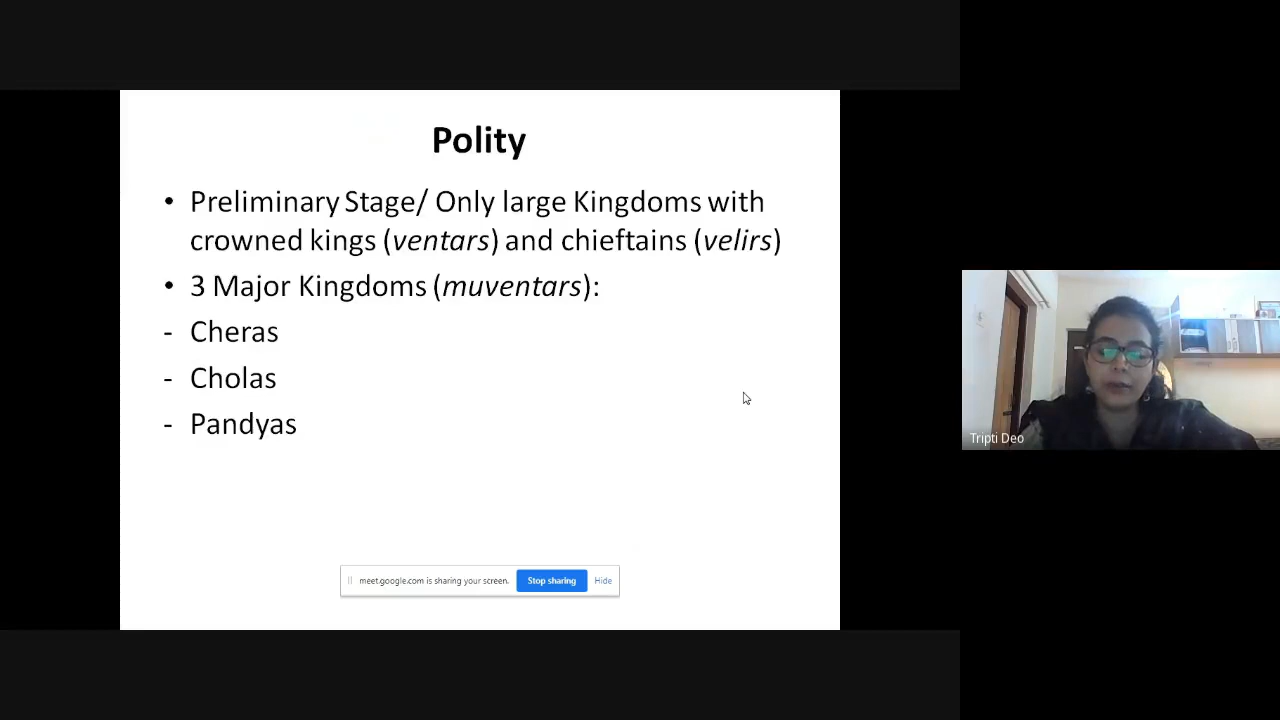 Polity
• Preliminary Stage/ Only large Kingdoms with
crowned kings (ventars) and chieftains (velirs)
• 3 Major Kingdoms (muventars):
- Cheras
- Cholas
- Pandyas
meet.google.com is sharing your screen. Stop sharing Hide
Tripti Deo